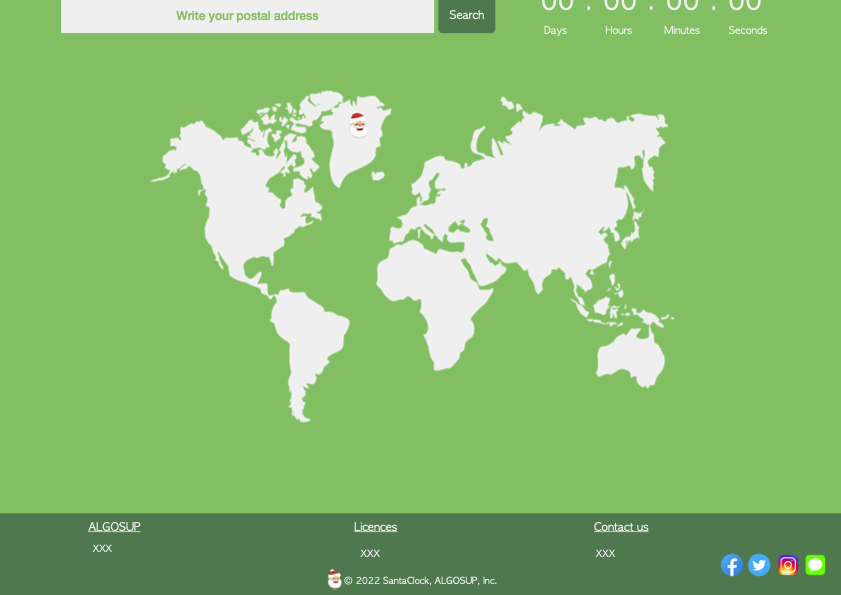 Write your postal address
Search
00 : 00 : 00 : 00
Days Hours Minutes Seconds
ALGOSUP Licences Contact us
XXX XXX XXX
© 2022 SantaClock, ALGOSUP, Inc.